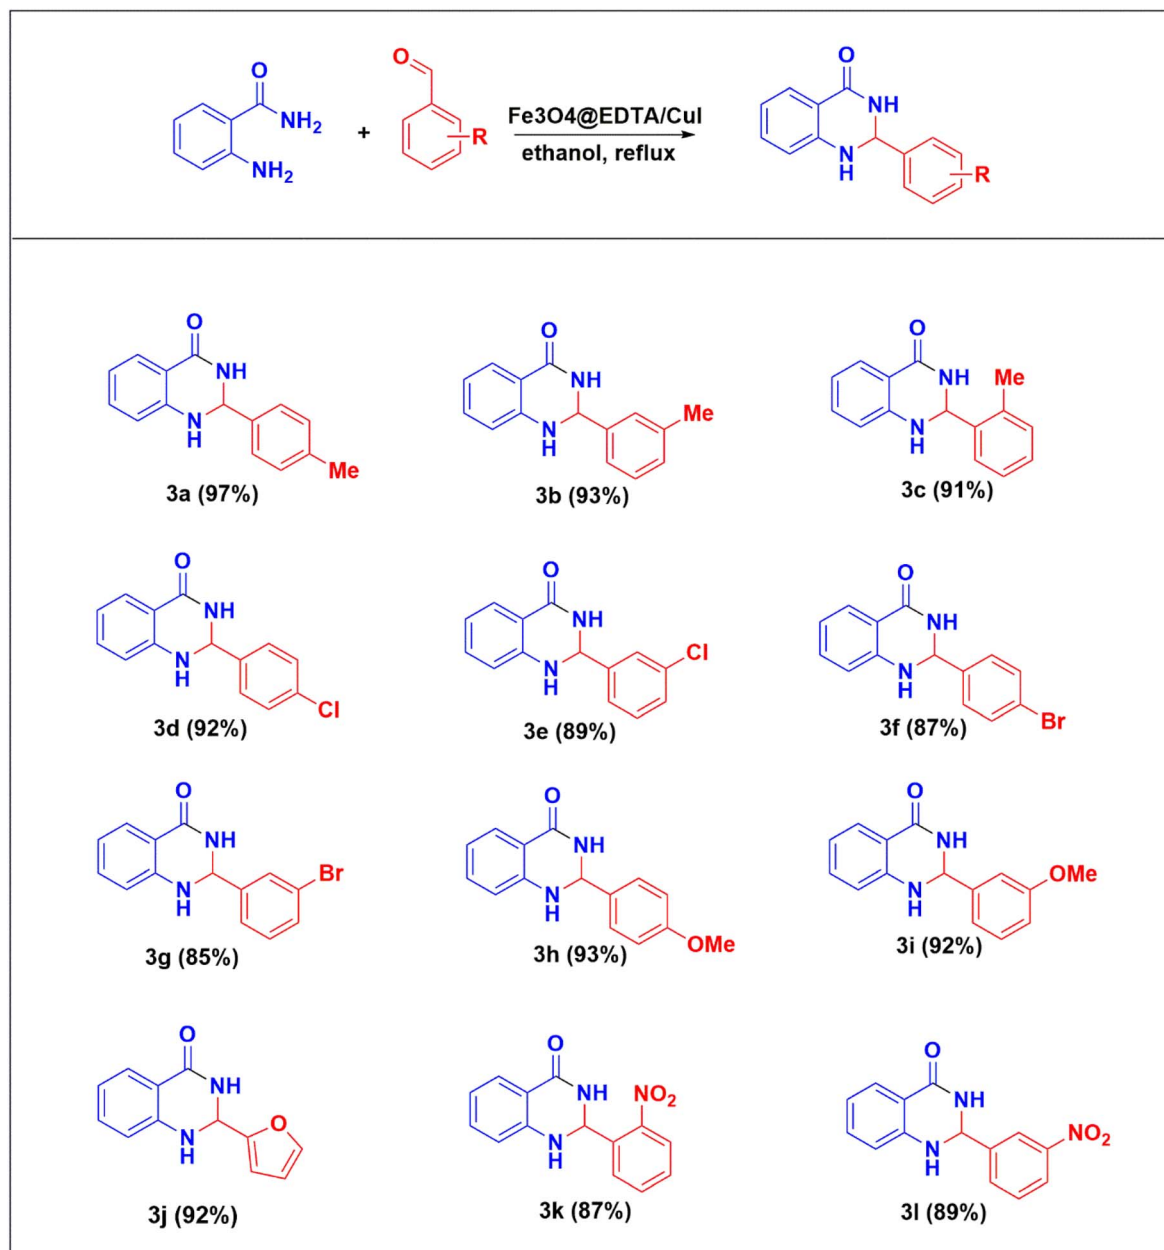 O
NH₂
NH₂
+
O
R
Fe3O4@EDTA/CuI
ethanol, reflux
O
NH
N
H
R
O
NH
N
H
Me
3a (97%)
O
NH
N
H
Me
3b (93%)
O
NH
N
H
Me
3c (91%)
O
NH
N
H
Cl
3d (92%)
O
NH
N
H
Cl
3e (89%)
O
NH
N
H
Br
3f (87%)
O
NH
N
H
Br
3g (85%)
O
NH
N
H
OMe
3h (93%)
O
NH
N
H
OMe
3i (92%)
O
NH
N
H
O
3j (92%)
O
NH
N
H
NO₂
3k (87%)
O
NH
N
H
NO₂
3l (89%)